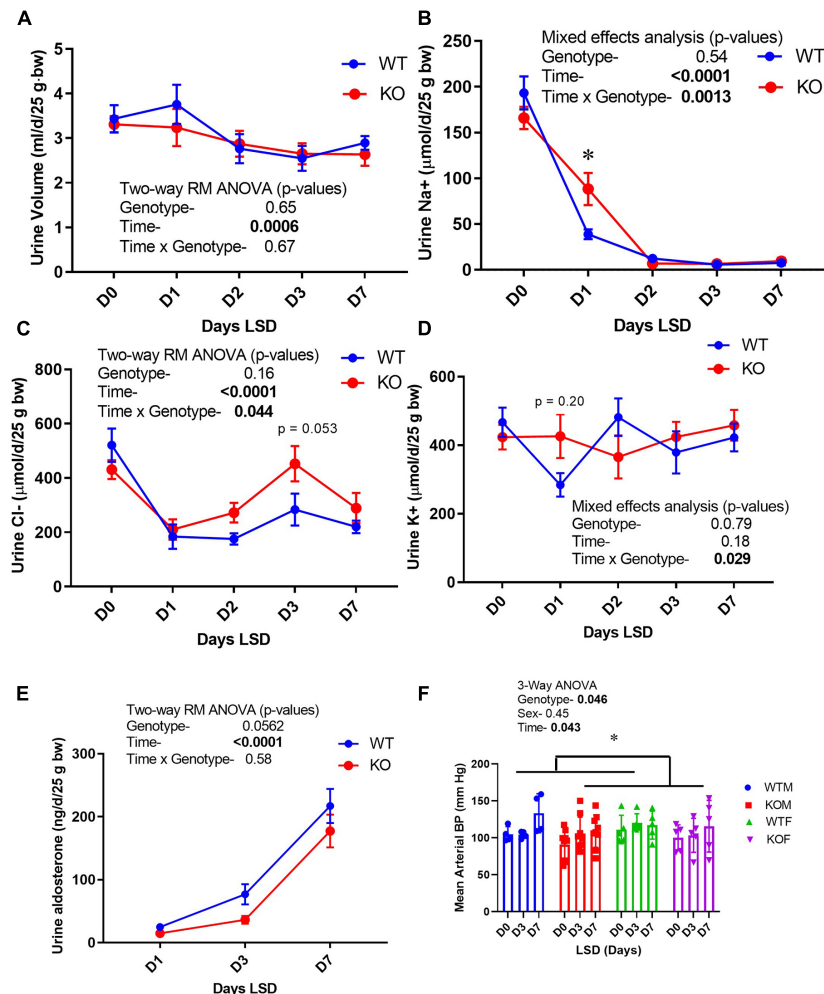 A
Urine Volume (ml/d/25 g·bw)
5
4
3
2
1
0
WT
KO
Two-way RM ANOVA (p-values)
Genotype- 0.65
Time- 0.0006
Time x Genotype- 0.67
D0 D1 D2 D3 D7
Days LSD
B
Urine Na+ (μmol/d/25 g bw)
250
200
150
100
50
0
Mixed effects analysis (p-values)
Genotype- 0.54
Time- <0.0001
Time x Genotype- 0.0013
WT
KO
*
D0 D1 D2 D3 D7
Days LSD
C
Urine Cl- (μmol/d/25 g bw)
800
600
400
200
0
Two-way RM ANOVA (p-values)
Genotype- 0.16
Time- <0.0001
Time x Genotype- 0.044
WT
KO
p = 0.053
D0 D1 D2 D3 D7
Days LSD
D
Urine K+ (μmol/d/25 g bw)
600
400
200
0
WT
KO
p = 0.20
Mixed effects analysis (p-values)
Genotype- 0.0.79
Time- 0.18
Time x Genotype- 0.029
D0 D1 D2 D3 D7
Days LSD
E
Urine aldosterone (ng/d/25 g bw)
300
200
100
0
Two-way RM ANOVA (p-values)
Genotype- 0.0562
Time- <0.0001
Time x Genotype- 0.58
WT
KO
D1 D3 D7
Days LSD
F
3-Way ANOVA
Genotype- 0.046
Sex- 0.45
Time- 0.043
*
Mean Arterial BP (mm Hg)
200
150
100
50
0
WTM
KOM
WTF
KOF
D0 D3 D7 D0 D3 D7 D0 D3 D7 D0 D3 D7
LSD (Days)